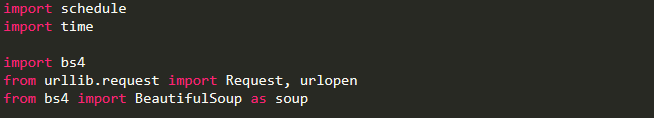 import schedule
import time
import bs4
from urllib.request import Request, urlopen
from bs4 import BeautifulSoup as soup